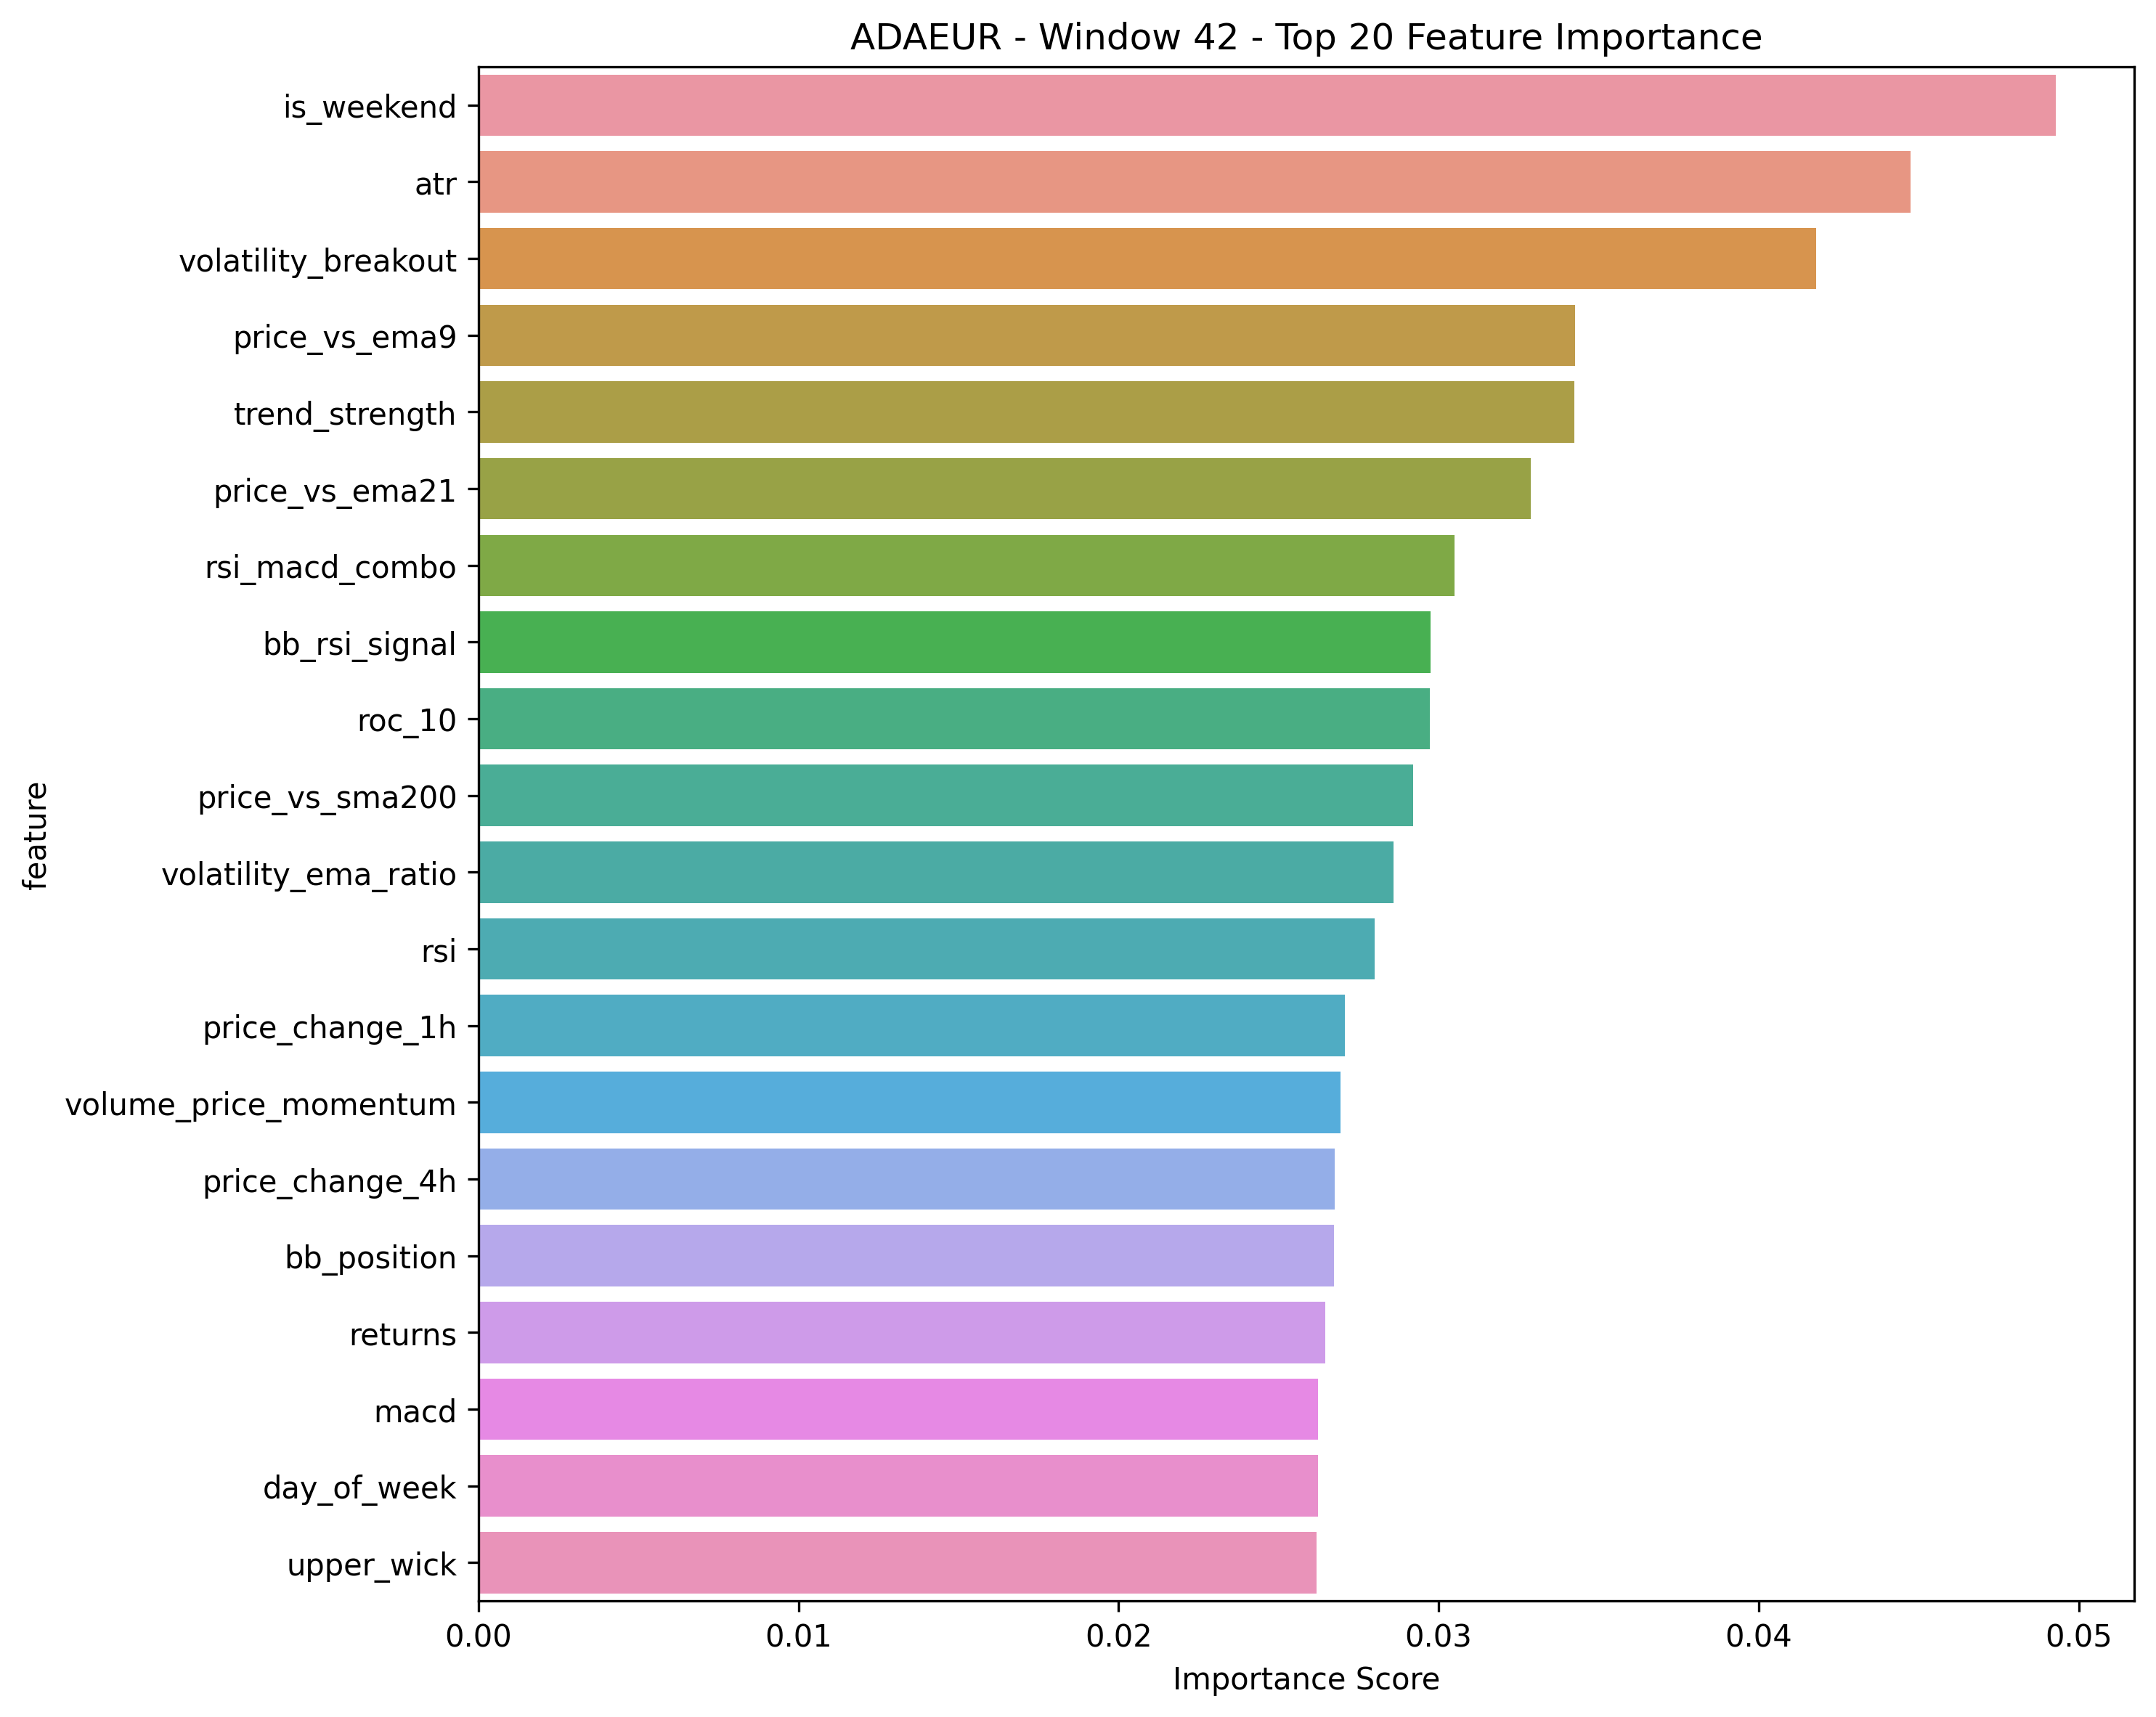 ADAEUR - Window 42 - Top 20 Feature Importance
is_weekend
atr
volatility_breakout
price_vs_ema9
trend_strength
price_vs_ema21
rsi_macd_combo
bb_rsi_signal
roc_10
price_vs_sma200
volatility_ema_ratio
rsi
price_change_1h
volume_price_momentum
price_change_4h
bb_position
returns
macd
day_of_week
upper_wick
feature
0.00 0.01 0.02 0.03 0.04 0.05
Importance Score